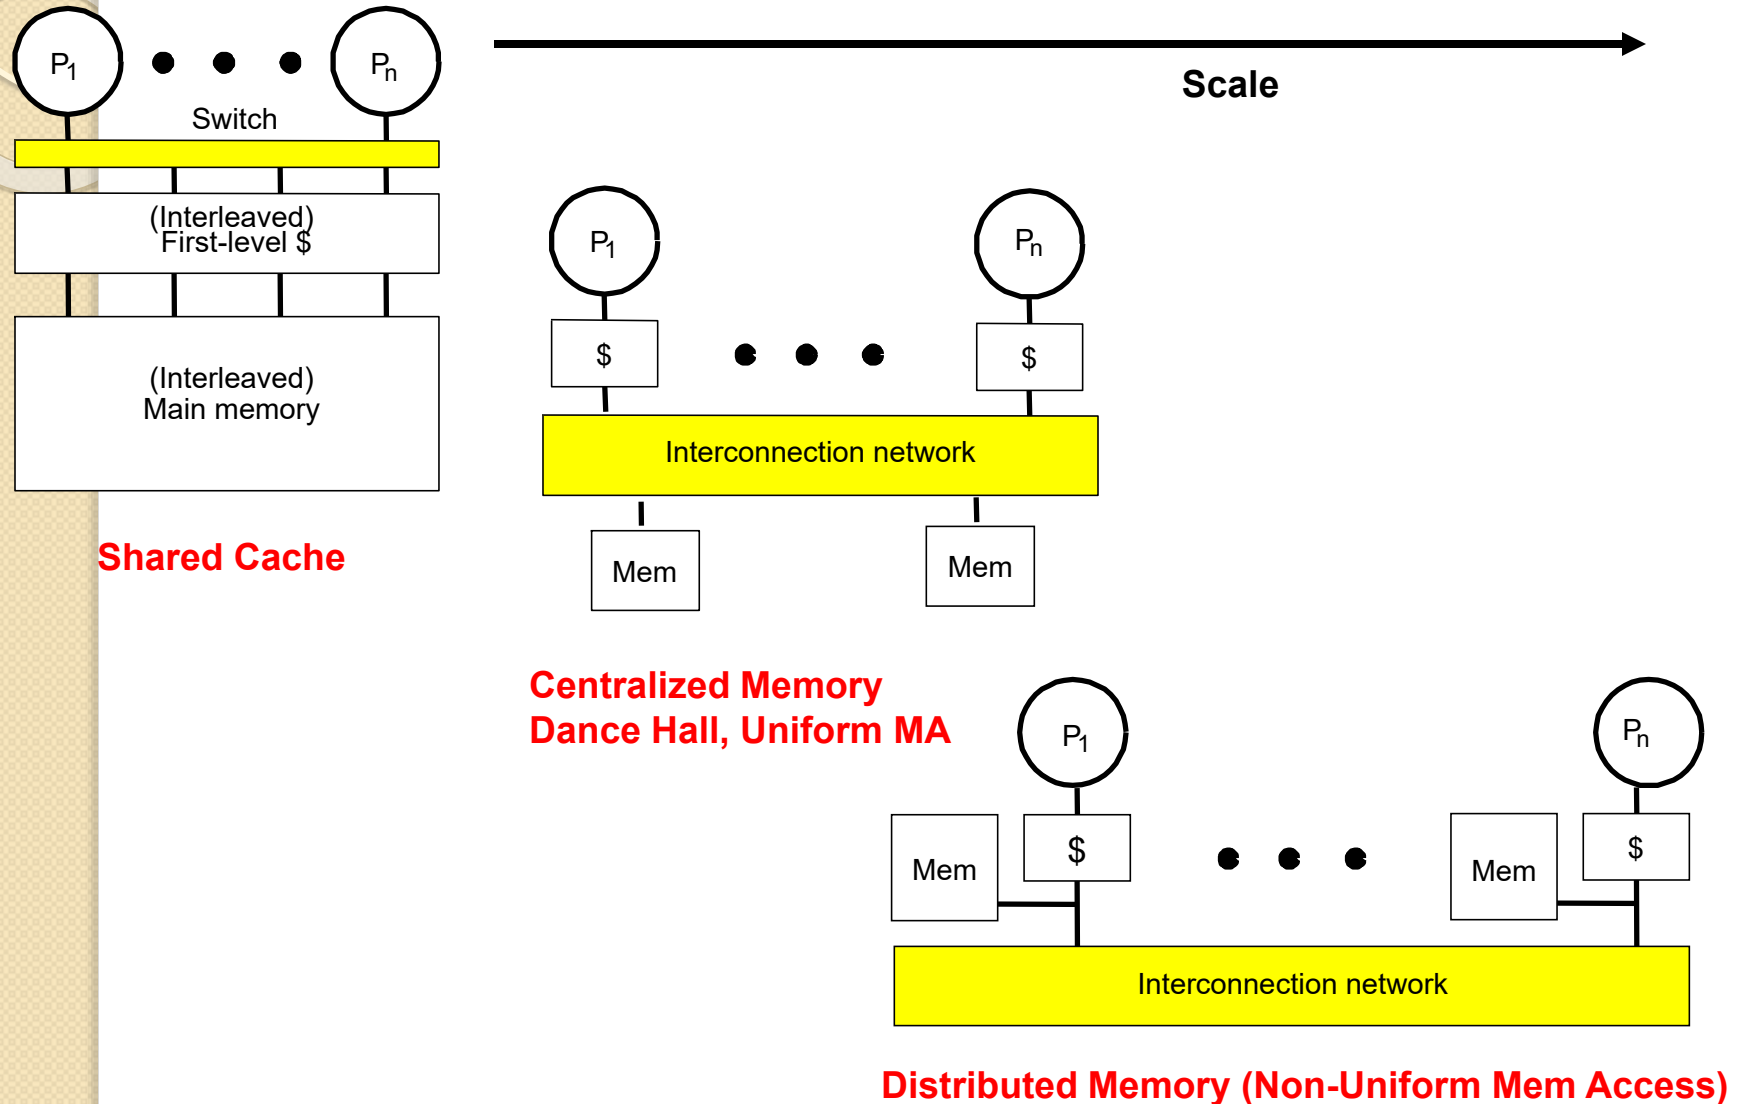 P1
Pn
Scale
Switch
(Interleaved)
First-level $
(Interleaved)
Main memory
Shared Cache
P1
Pn
$
$
Interconnection network
Mem
Mem
Centralized Memory
Dance Hall, Uniform MA
P1
Pn
Mem
$
Mem
$
Interconnection network
Distributed Memory (Non-Uniform Mem Access)